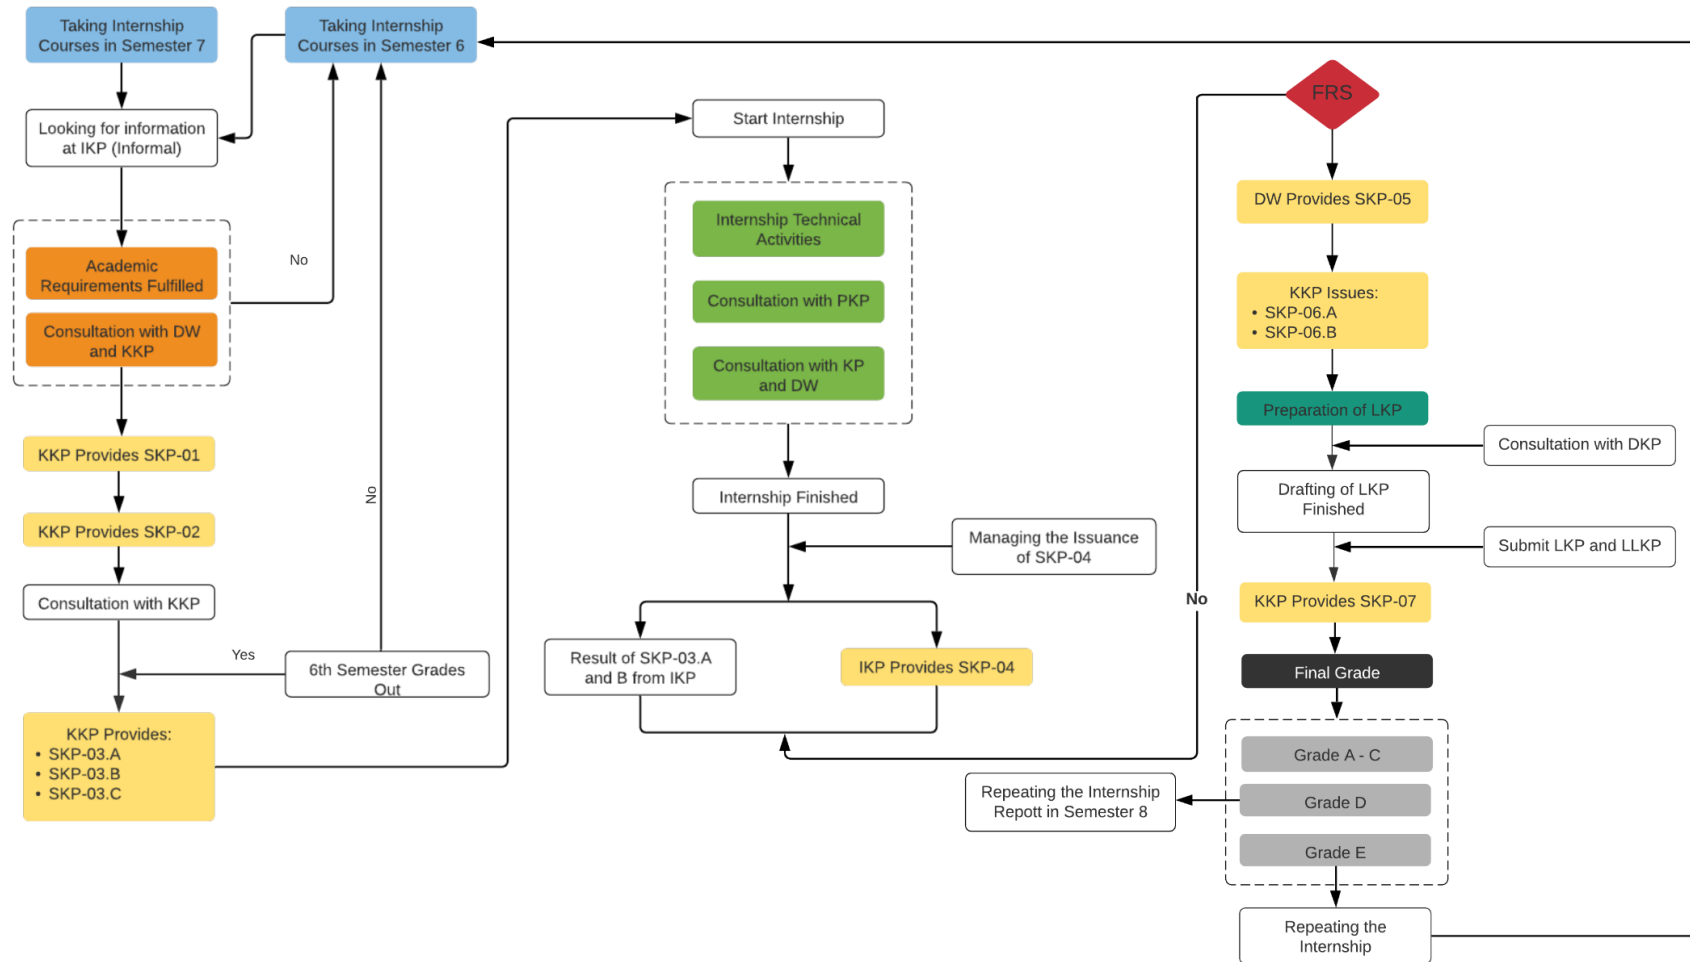 Taking Internship
Courses in Semester 7
Taking Internship
Courses in Semester 6
Looking for information
at IKP (Informal)
No
Academic
Requirements Fulfilled
Consultation with DW
and KKP
KKP Provides SKP-01
KKP Provides SKP-02
Consultation with KKP
No
Yes
6th Semester Grades
Out
KKP Provides:
• SKP-03.A
• SKP-03.B
• SKP-03.C
Start Internship
Internship Technical
Activities
Consultation with PKP
Consultation with KP
and DW
Internship Finished
Managing the Issuance
of SKP-04
Result of SKP-03.A
and B from IKP
IKP Provides SKP-04
No
FRS
DW Provides SKP-05
KKP Issues:
• SKP-06.A
• SKP-06.B
Preparation of LKP
Consultation with DKP
Drafting of LKP
Finished
Submit LKP and LLKP
KKP Provides SKP-07
Final Grade
Grade A - C
Grade D
Grade E
Repeating the Internship
Repott in Semester 8
Repeating the
Internship